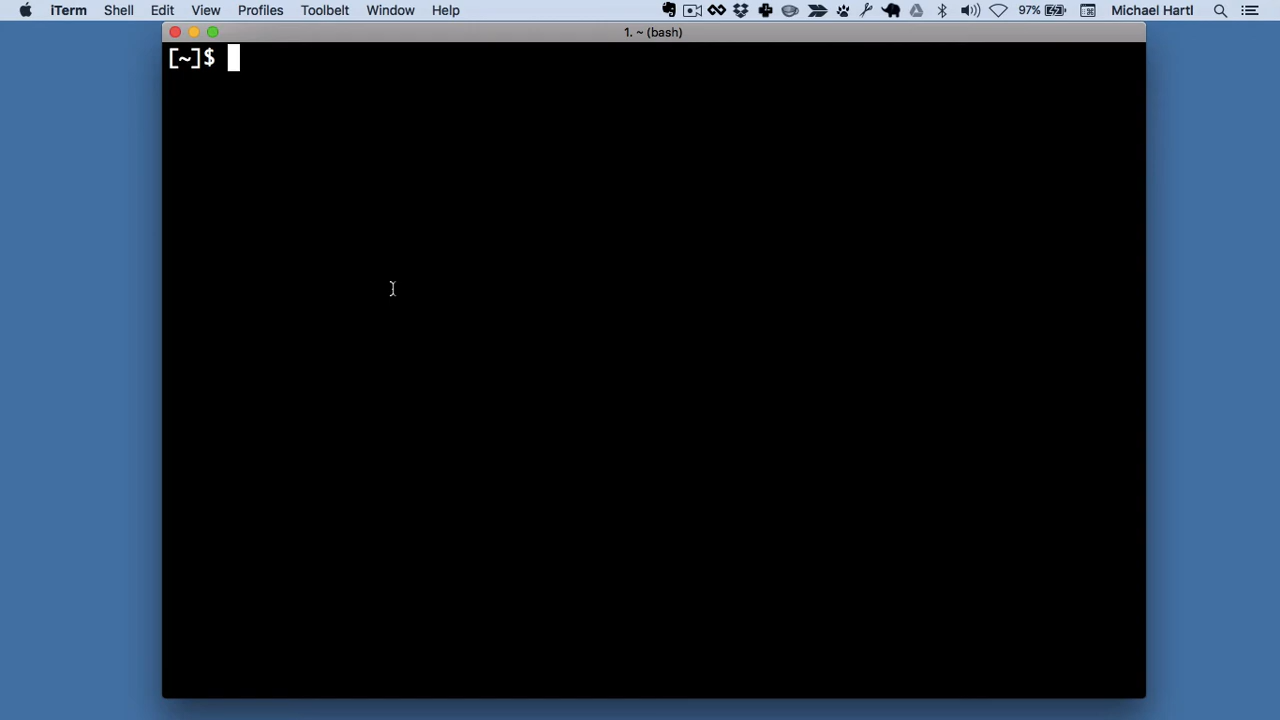 iTerm Shell Edit View Profiles Toolbelt Window Help 97% Michael Hartl
1. ~ (bash)
[~]$